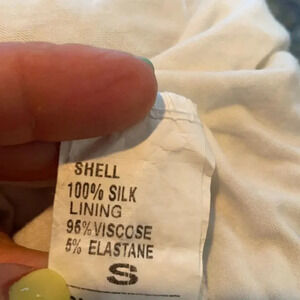 SHELL
100% SILK
LINING
95% VISCOSE
5% ELASTANE
S